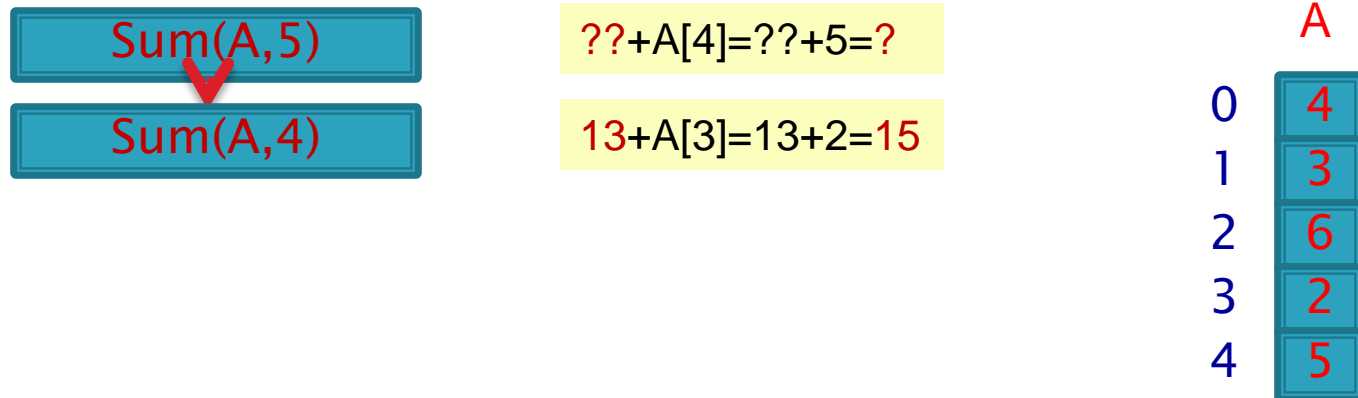 Sum(A,5)
??+A[4]=??+5=?
Sum(A,4)
13+A[3]=13+2=15
A
0 4
1 3
2 6
3 2
4 5